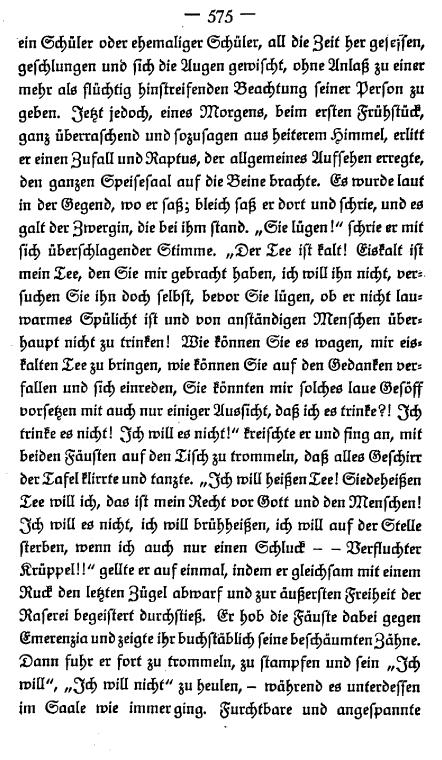 — 575 —
ein Schüler oder ehemaliger Schüler, all die Zeit her gesessen,
geschlungen und sich die Augen gewischt, ohne Anlaß zu einer
mehr als flüchtig hinstreifenden Beachtung seiner Person zu
geben. Jetzt jedoch, eines Morgens, beim ersten Frühstück,
ganz überraschend und sozusagen aus heiterem Himmel, erlitt
er einen Zufall und Raptus, der allgemeines Aufsehen erregte,
den ganzen Speisesaal auf die Beine brachte. Es wurde laut
in der Gegend, wo er saß; bleich saß er dort und schrie, und es
galt der Zwergin, die bei ihm stand. „Sie lügen!“ schrie er mit
sich überschlagender Stimme. „Der Tee ist kalt! Eiskalt ist
mein Tee, den Sie mir gebracht haben, ich will ihn nicht, ver-
suchen Sie ihn doch selbst, bevor Sie lügen, ob er nicht lau-
warmes Spülicht ist und von anständigen Menschen über-
haupt nicht zu trinken! Wie können Sie es wagen, mir eis-
kalten Tee zu bringen, wie können Sie auf den Gedanken ver-
fallen und sich einreden, Sie könnten mir solches laue Gesöff
vorsetzen mit auch nur einiger Aussicht, daß ich es trinke?! Ich
trinke es nicht! Ich will es nicht!“ kreischte er und fing an, mit
beiden Fäusten auf den Tisch zu trommeln, daß alles Geschirr
der Tafel klirrte und tanzte. „Ich will heißen Tee! Siedeheißen
Tee will ich, das ist mein Recht vor Gott und den Menschen!
Ich will es nicht, ich will brühheißen, ich will auf der Stelle
sterben, wenn ich auch nur einen Schluck – – Verfluchter
Krüppel!!“ gellte er auf einmal, indem er gleichsam mit einem
Ruck den letzten Zügel abwarf und zur äußersten Freiheit der
Raserei begeistert durchstieß. Er hob die Fäuste dabei gegen
Emerenzia und zeigte ihr buchstäblich seine beschäumten Zähne.
Dann fuhr er fort zu trommeln, zu stampfen und sein „Ich
will“, „Ich will nicht“ zu heulen, – während es unterdessen
im Saale wie immer ging. Furchtbare und angespannte